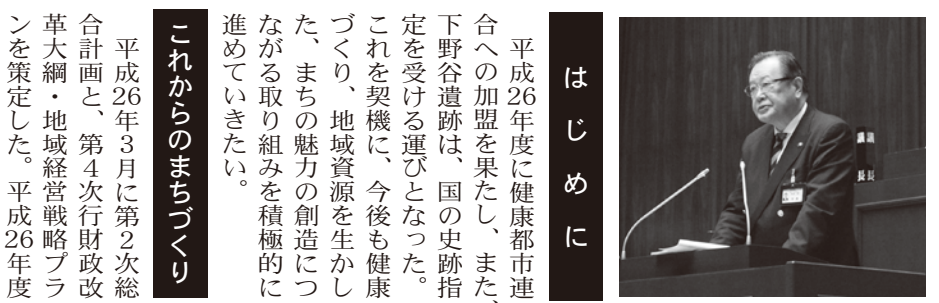 はじめに
　平成26年度に健康都市連
合への加盟を果たし、また、
下野谷遺跡は、国の史跡指
定を受ける運びとなった。
これを契機に、今後も健康
づくり、地域資源を生かし
た、まちの魅力の創造につ
ながる取り組みを積極的に
進めていきたい。
これからのまちづくり
　平成26年３月に第２次総
合計画と、第４次行財政改
革大綱・地域経営戦略プラ
ンを策定した。平成26年度
議長